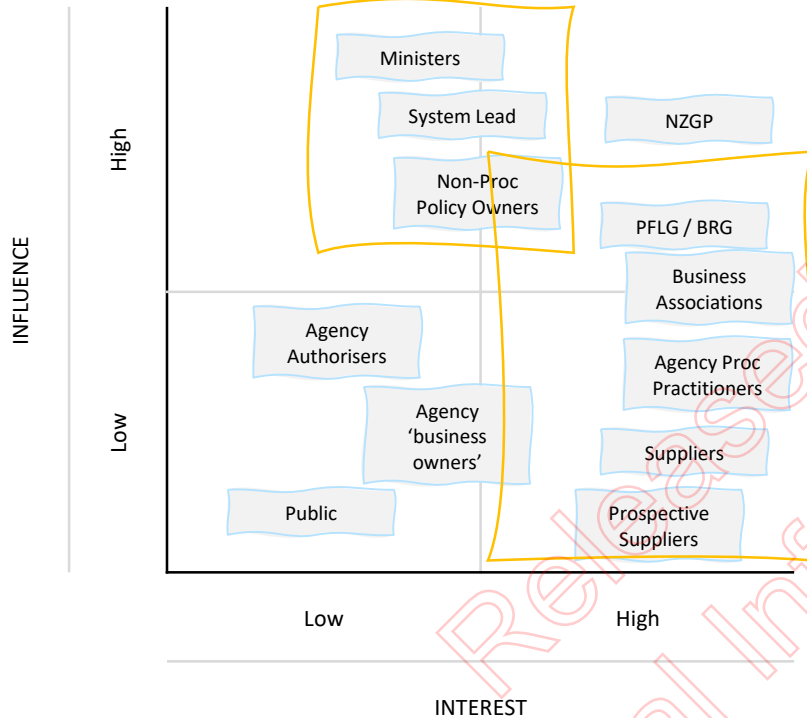 Ministers
System Lead
NZGP
Non-Proc
Policy Owners
PFLG / BRG
Business
Associations
Agency
Authorisers
Agency Proc
Practitioners
Agency
‘business
owners’
Suppliers
Public
Prospective
Suppliers
High
Low
INFLUENCE
Low
High
INTEREST
Released